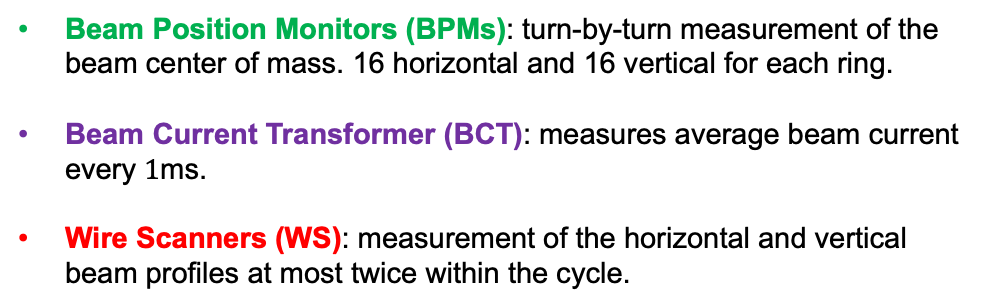 • Beam Position Monitors (BPMs): turn-by-turn measurement of the
beam center of mass. 16 horizontal and 16 vertical for each ring.
• Beam Current Transformer (BCT): measures average beam current
every 1ms.
• Wire Scanners (WS): measurement of the horizontal and vertical
beam profiles at most twice within the cycle.